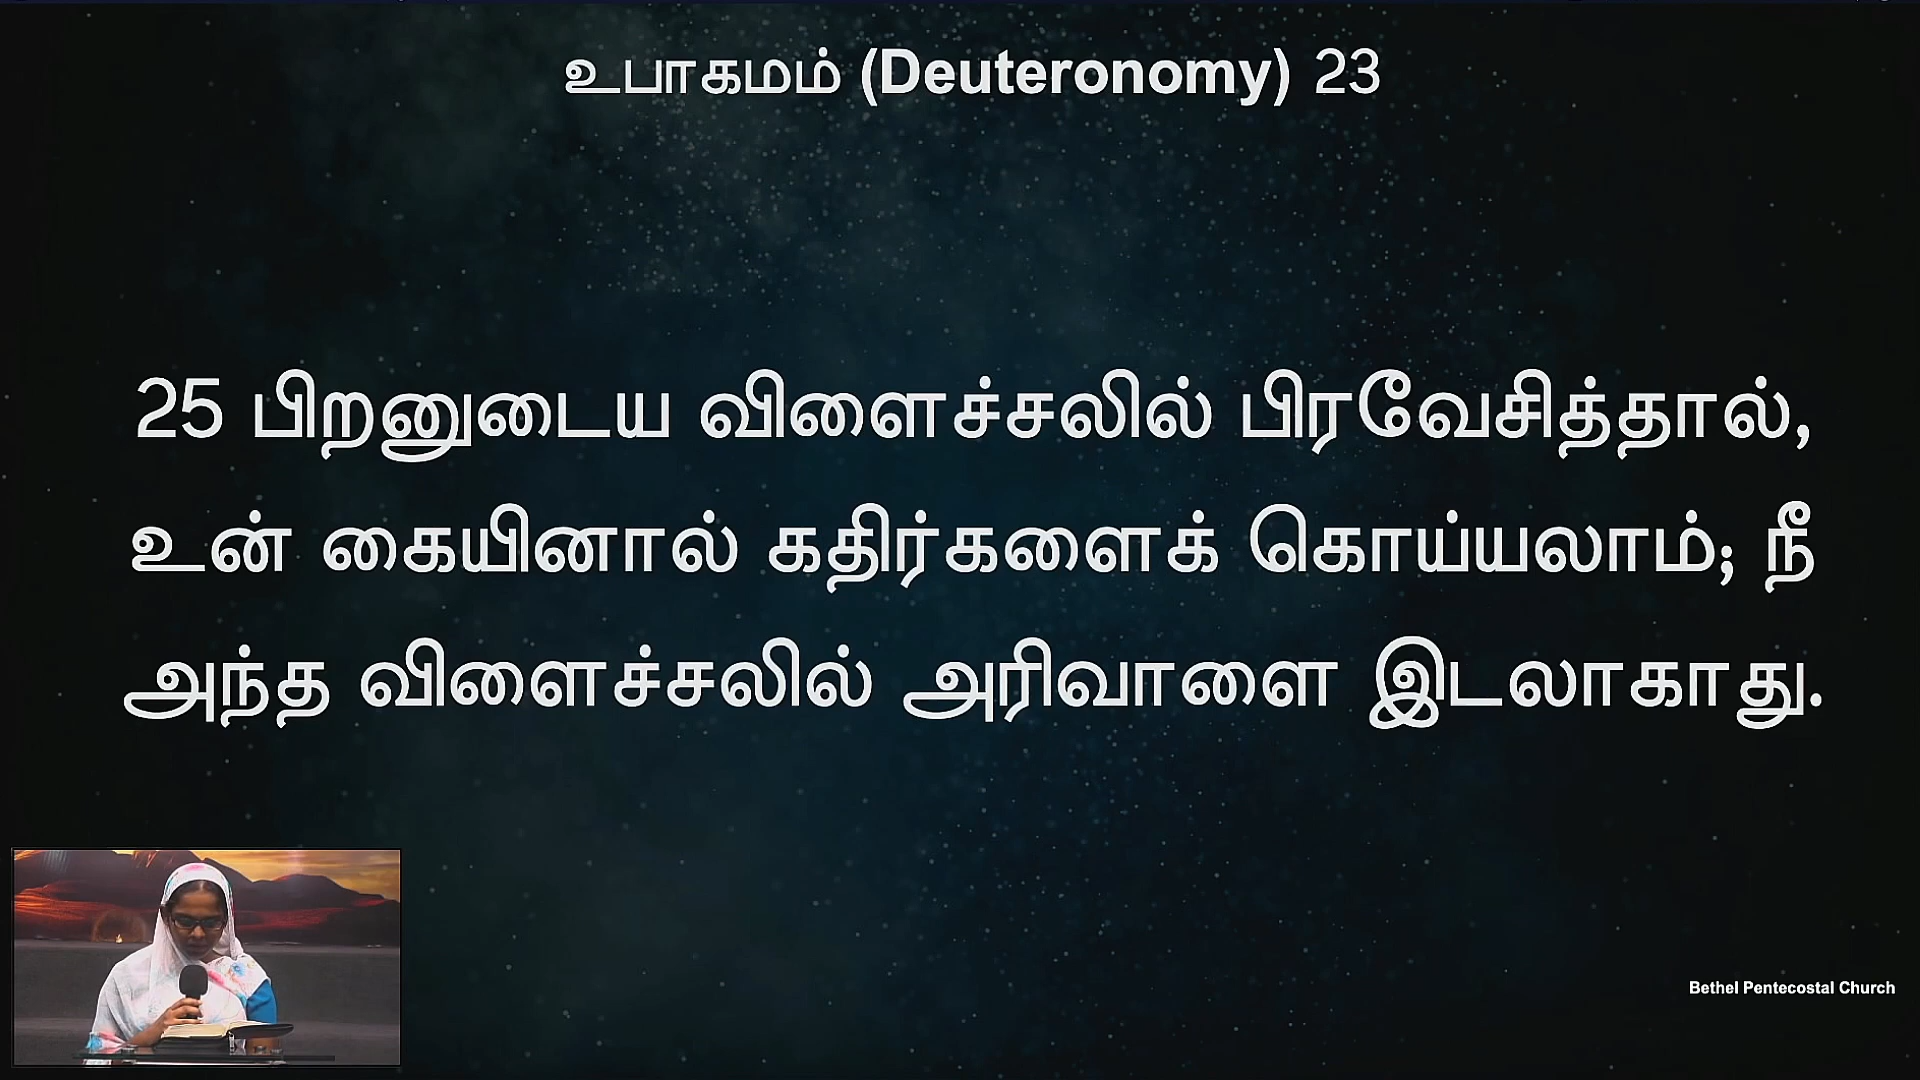 உபாகமம் (Deuteronomy) 23
25 பிறனுடைய விளைச்சலில் பிரவேசித்தால்,
உன் கையினால் கதிர்களைக் கொய்யலாம்; நீ
அந்த விளைச்சலில் அரிவாளை இடலாகாது.
Bethel Pentecostal Church